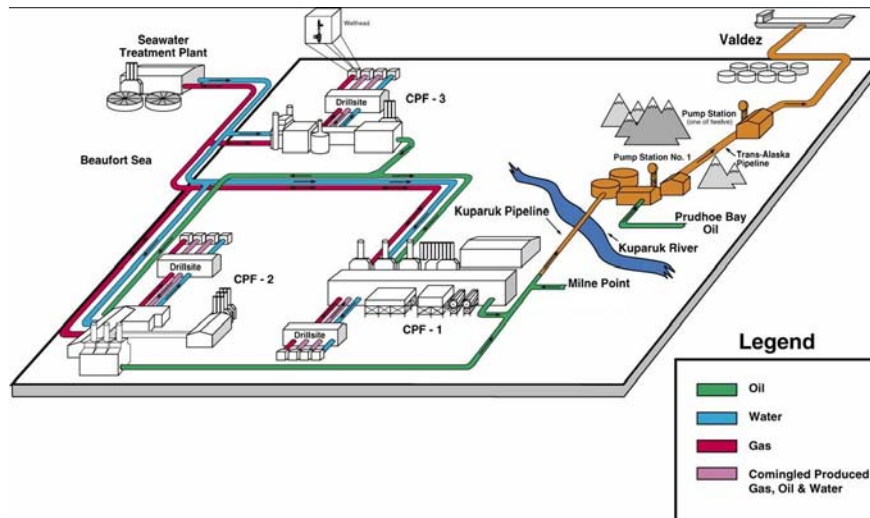 Wellhead
Seawater
Treatment Plant
Valdez
CPF - 3
Drillsite
Pump Station
(one of twelve)
Beaufort Sea
Pump Station No. 1
Trans-Alaska
Pipeline
Kuparuk Pipeline
Prudhoe Bay
Oil
Kuparuk River
Drillsite
CPF - 2
Milne Point
CPF - 1
Drillsite
Legend
Oil
Water
Gas
Comingled Produced
Gas, Oil & Water